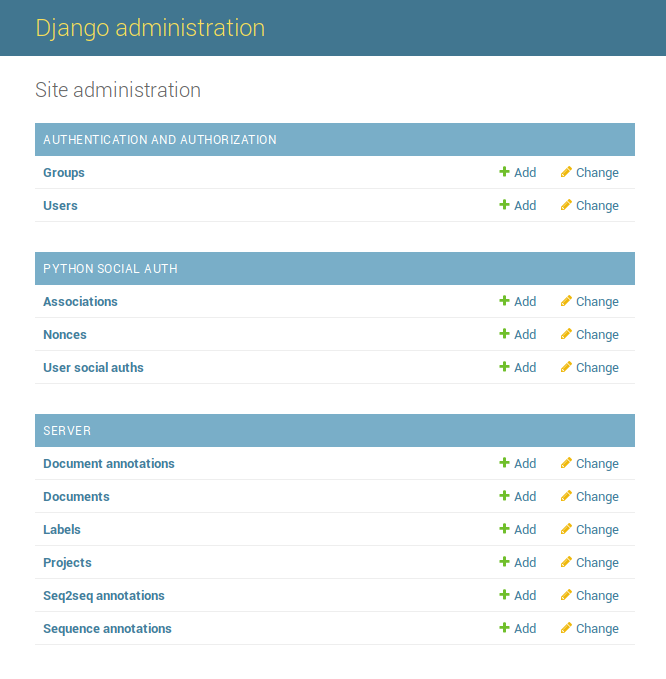 Django administration
Site administration
AUTHENTICATION AND AUTHORIZATION
Groups Add Change
Users Add Change
PYTHON SOCIAL AUTH
Associations Add Change
Nonces Add Change
User social auths Add Change
SERVER
Document annotations Add Change
Documents Add Change
Labels Add Change
Projects Add Change
Seq2seq annotations Add Change
Sequence annotations Add Change